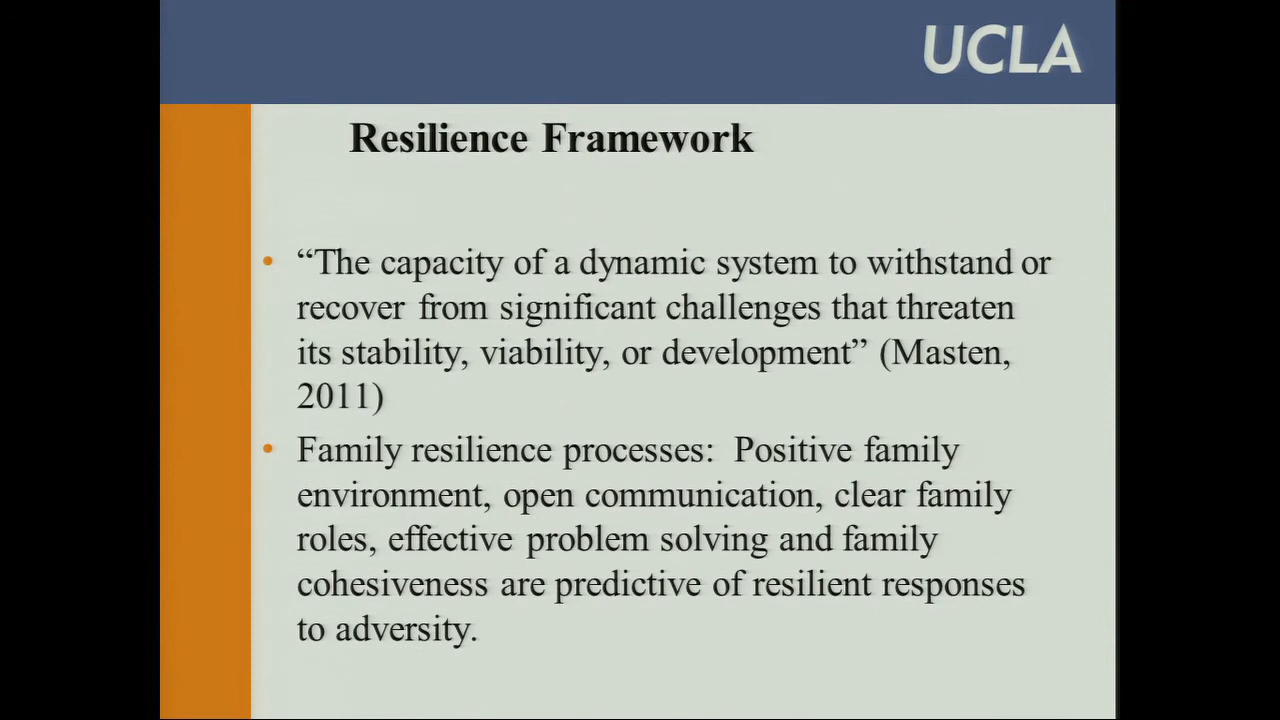 UCLA
Resilience Framework
• “The capacity of a dynamic system to withstand or
recover from significant challenges that threaten
its stability, viability, or development” (Masten,
2011)
• Family resilience processes:  Positive family
environment, open communication, clear family
roles, effective problem solving and family
cohesiveness are predictive of resilient responses
to adversity.